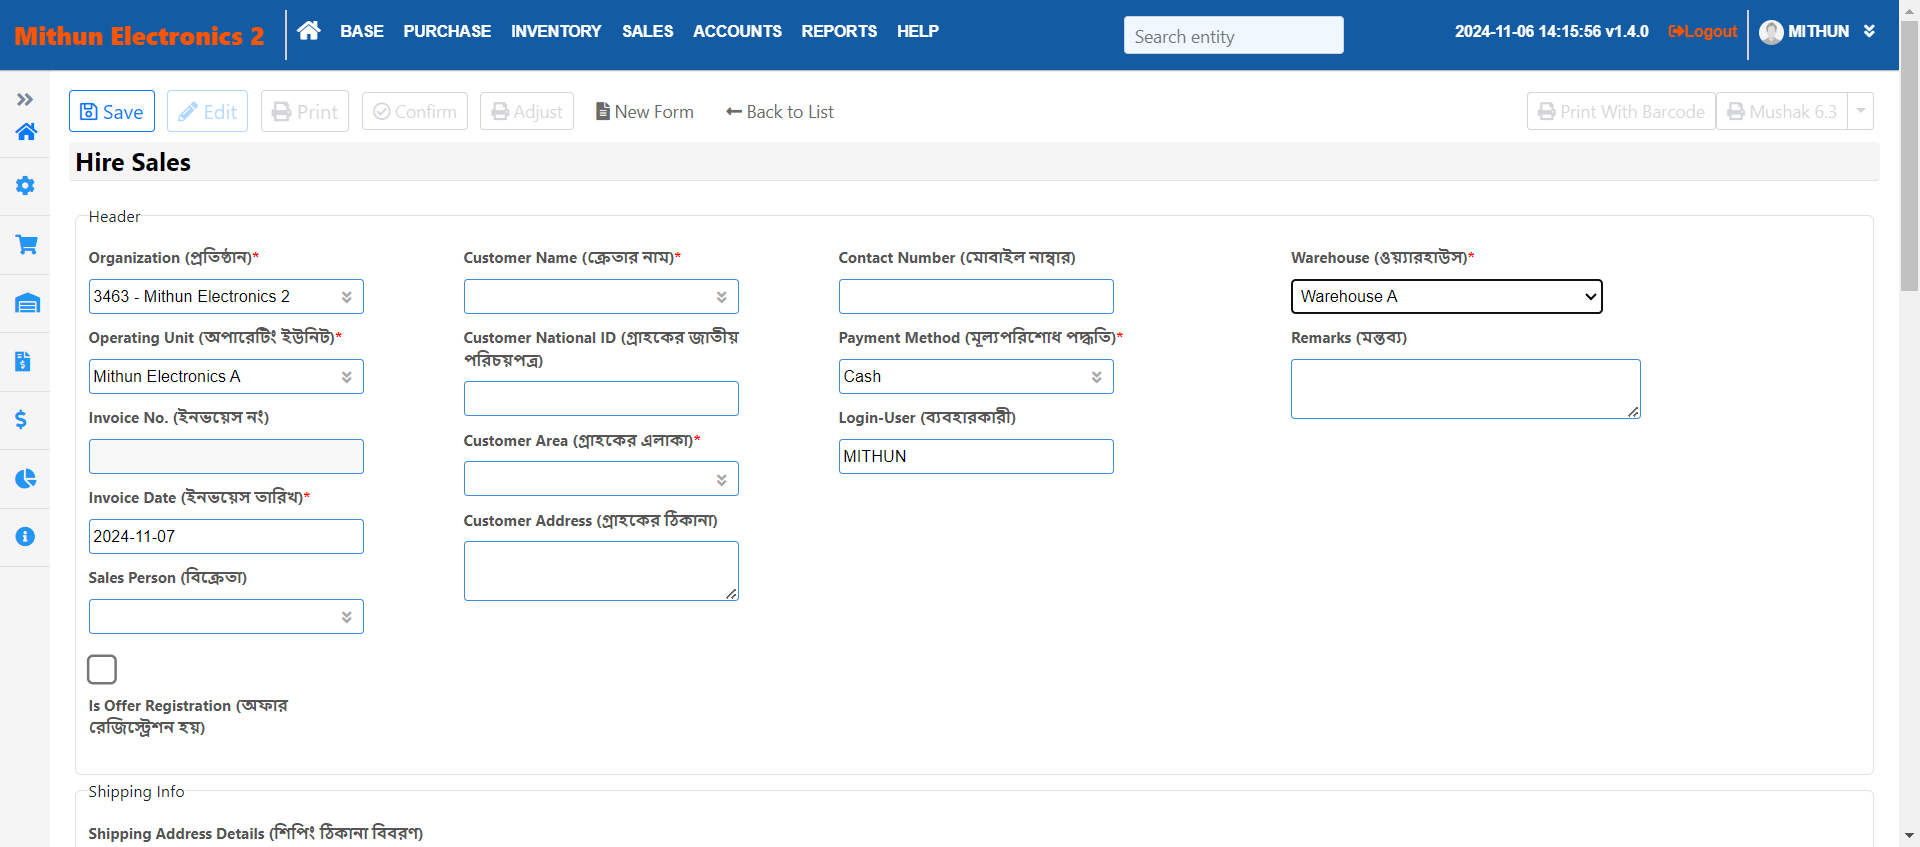 Mithun Electronics 2
BASE PURCHASE INVENTORY SALES ACCOUNTS REPORTS HELP
Search entity
2024-11-06 14:15:56 v1.4.0
Logout
MITHUN
Save
Edit
Print
Confirm
Adjust
New Form
Back to List
Print With Barcode
Mushak 6.3
Hire Sales
Header
Organization (প্রতিষ্ঠান)*
3463 - Mithun Electronics 2
Operating Unit (অপারেটিং ইউনিট)*
Mithun Electronics A
Invoice No. (ইনভয়েস নং)
Invoice Date (ইনভয়েস তারিখ)*
2024-11-07
Sales Person (বিক্রেতা)
Is Offer Registration (অফার
রেজিস্ট্রেশন হয়)
Customer Name (ক্রেতার নাম)*
Customer National ID (গ্রাহকের জাতীয়
পরিচয়পত্র)
Customer Area (গ্রাহকের এলাকা)*
Customer Address (গ্রাহকের ঠিকানা)
Contact Number (মোবাইল নাম্বার)
Payment Method (মূল্যপরিশোধ পদ্ধতি)*
Cash
Login-User (ব্যবহারকারী)
MITHUN
Warehouse (ওয়্যারহাউস)*
Warehouse A
Remarks (মন্তব্য)
Shipping Info
Shipping Address Details (শিপিং ঠিকানা বিবরণ)